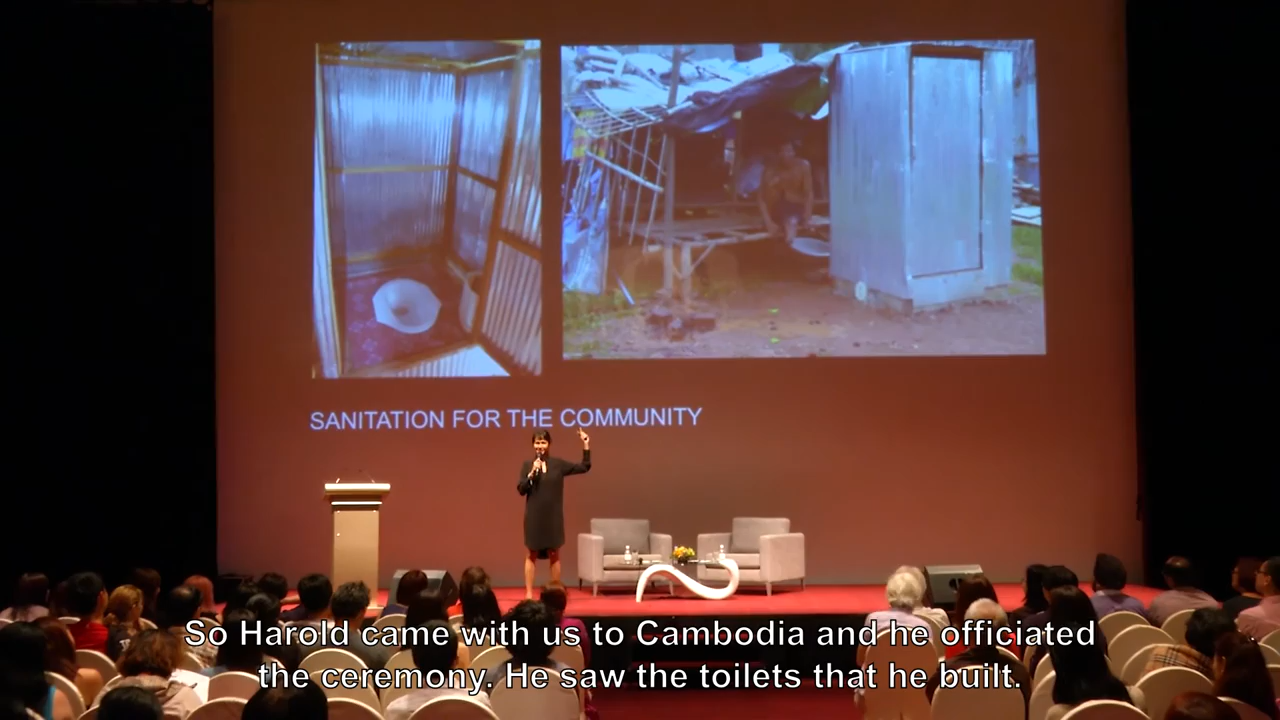 SANITATION FOR THE COMMUNITY
So Harold came with us to Cambodia and he officiated
the ceremony. He saw the toilets that he built.